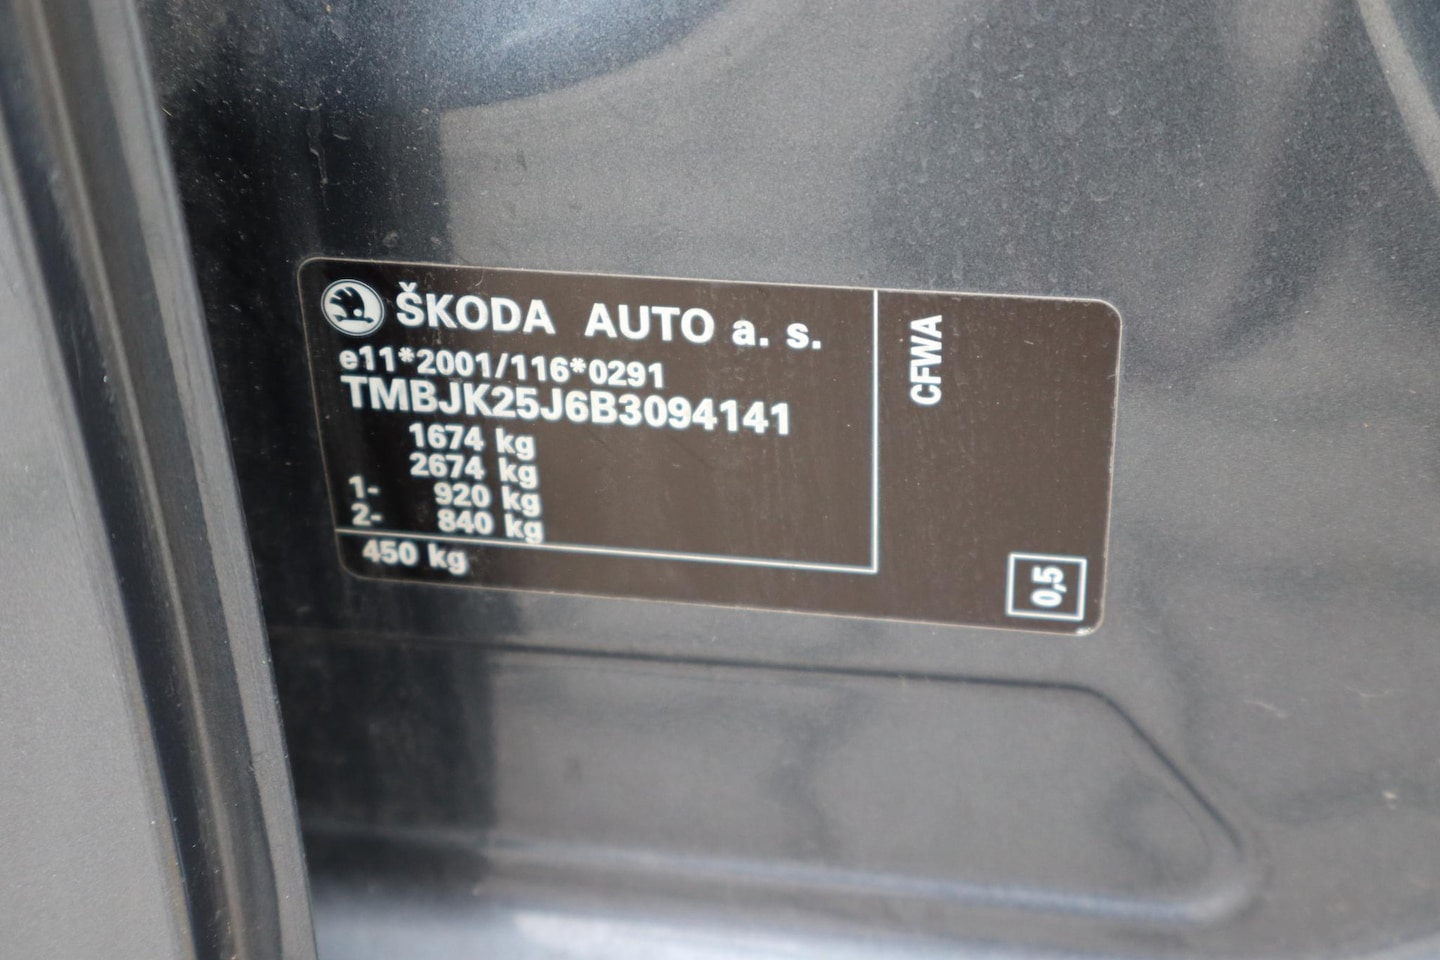 ŠKODA AUTO a. s.
e11*2001/116*0291
TMBJK25J6B3094141
1674 kg
2674 kg
1- 920 kg
2- 840 kg
450 kg
CFWA
0,5